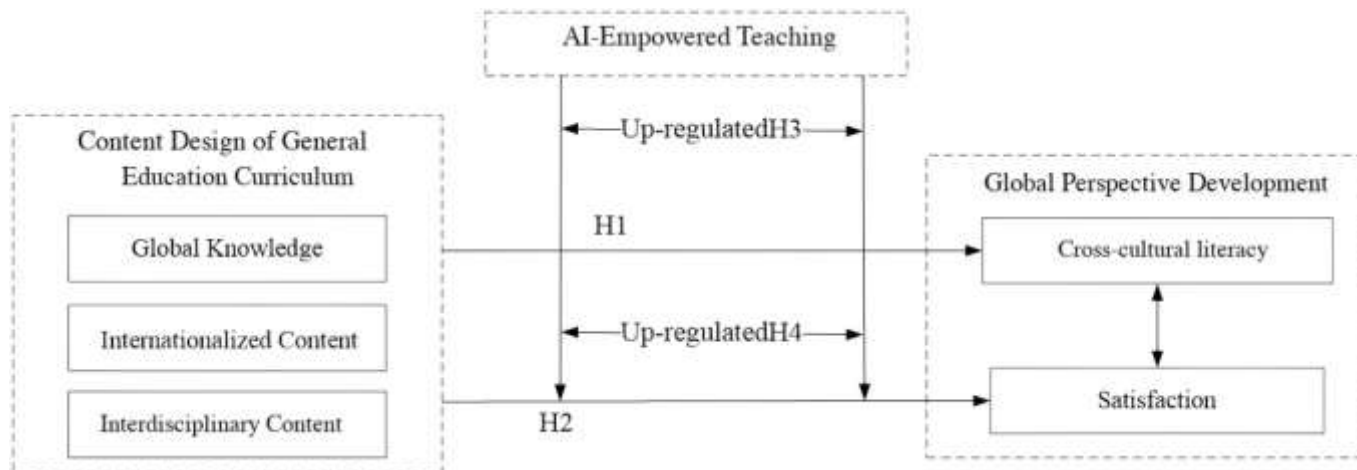 AI-Empowered Teaching
Up-regulatedH3
Content Design of General
Education Curriculum
Global Knowledge
Internationalized Content
Interdisciplinary Content
H1
Up-regulatedH4
H2
Global Perspective Development
Cross-cultural literacy
Satisfaction